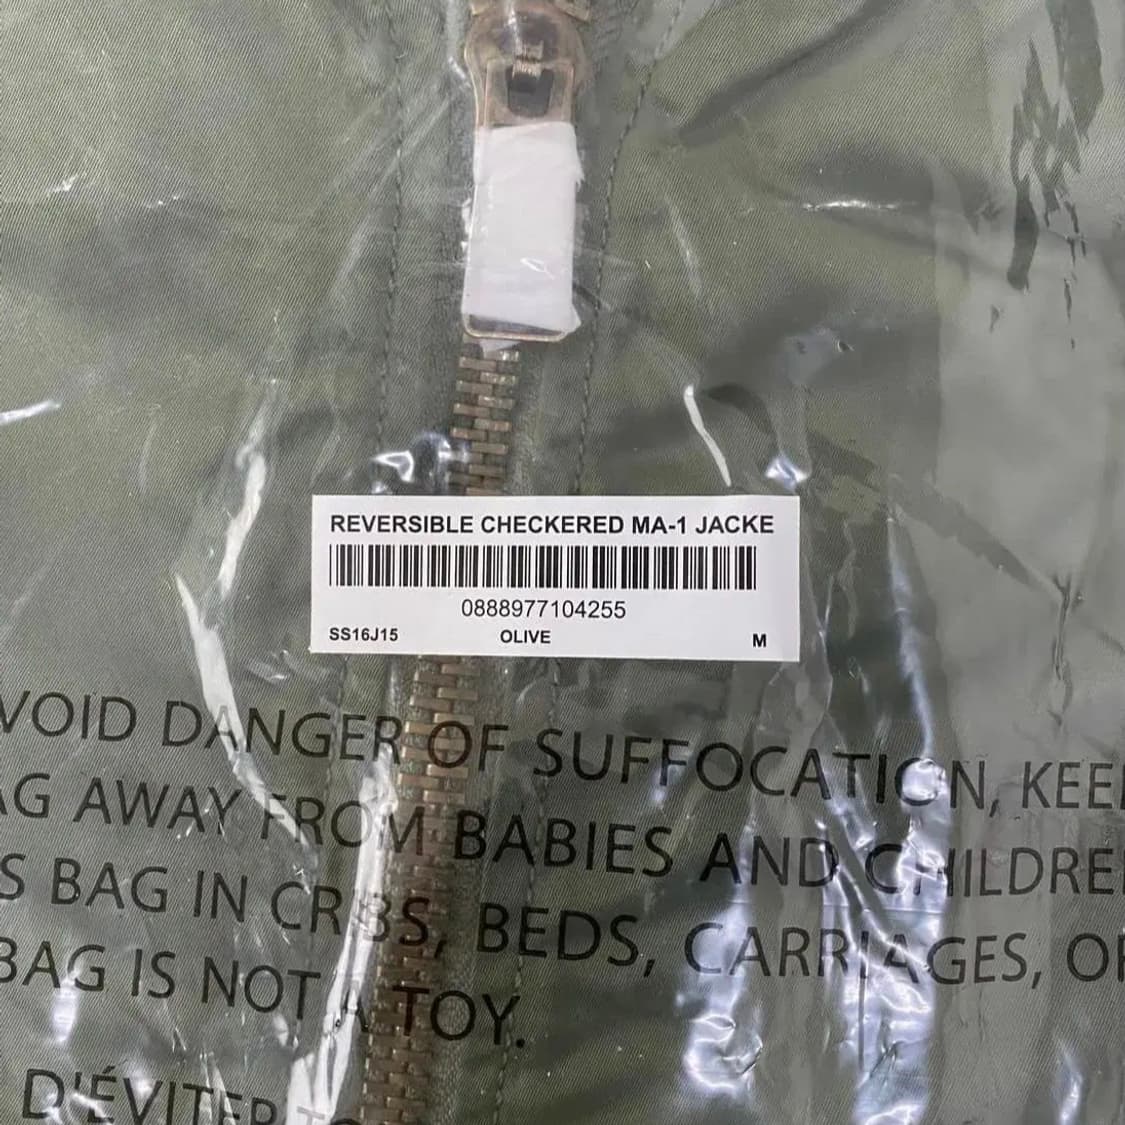 REVERSIBLE CHECKERED MA-1 JACKE
0888977104255
SS16J15 OLIVE M
VOID DANGER OF SUFFOCATION, KEE
AG AWAY FROM BABIES AND CHILDRE
S BAG IN CRIBS, BEDS, CARRIAGES, O
BAG IS NOT A TOY.
D'ÉVITER